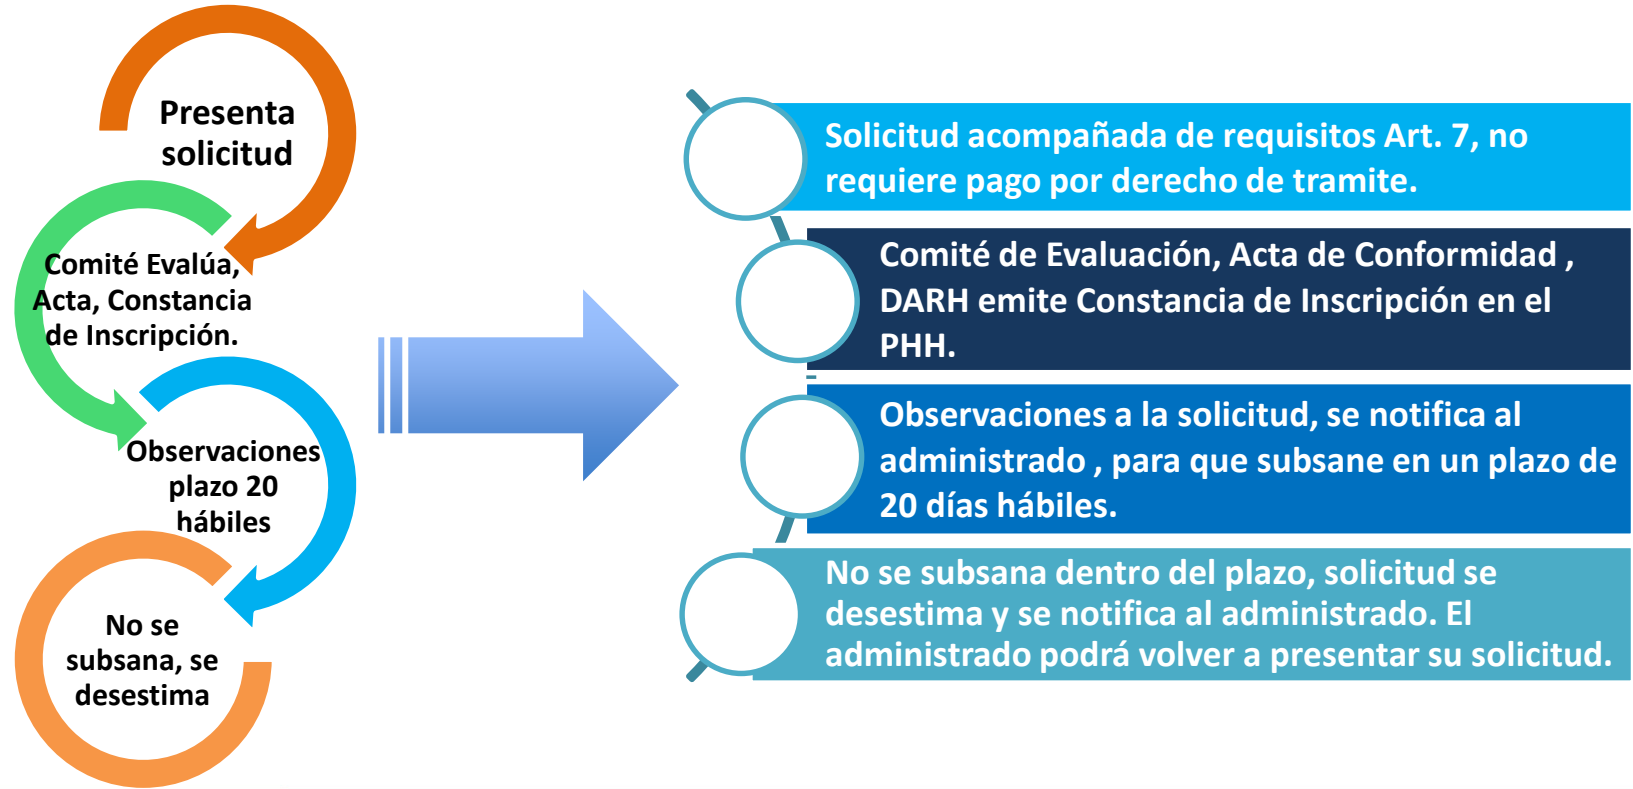 Presenta
solicitud
Comité Evalúa,
Acta, Constancia
de Inscripción.
Observaciones
plazo 20
hábiles
No se
subsana, se
desestima
Solicitud acompañada de requisitos Art. 7, no
requiere pago por derecho de tramite.
Comité de Evaluación, Acta de Conformidad ,
DARH emite Constancia de Inscripción en el
PHH.
Observaciones a la solicitud, se notifica al
administrado , para que subsane en un plazo de
20 días hábiles.
No se subsana dentro del plazo, solicitud se
desestima y se notifica al administrado. El
administrado podrá volver a presentar su solicitud.